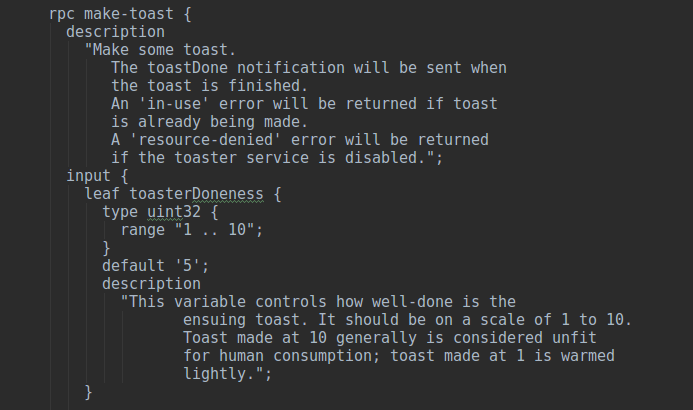 rpc make-toast {
description
"Make some toast.
The toastDone notification will be sent when
the toast is finished.
An 'in-use' error will be returned if toast
is already being made.
A 'resource-denied' error will be returned
if the toaster service is disabled.";
input {
leaf toasterDoneness {
type uint32 {
range "1 .. 10";
}
default '5';
description
"This variable controls how well-done is the
ensuing toast. It should be on a scale of 1 to 10.
Toast made at 10 generally is considered unfit
for human consumption; toast made at 1 is warmed
lightly.";
}